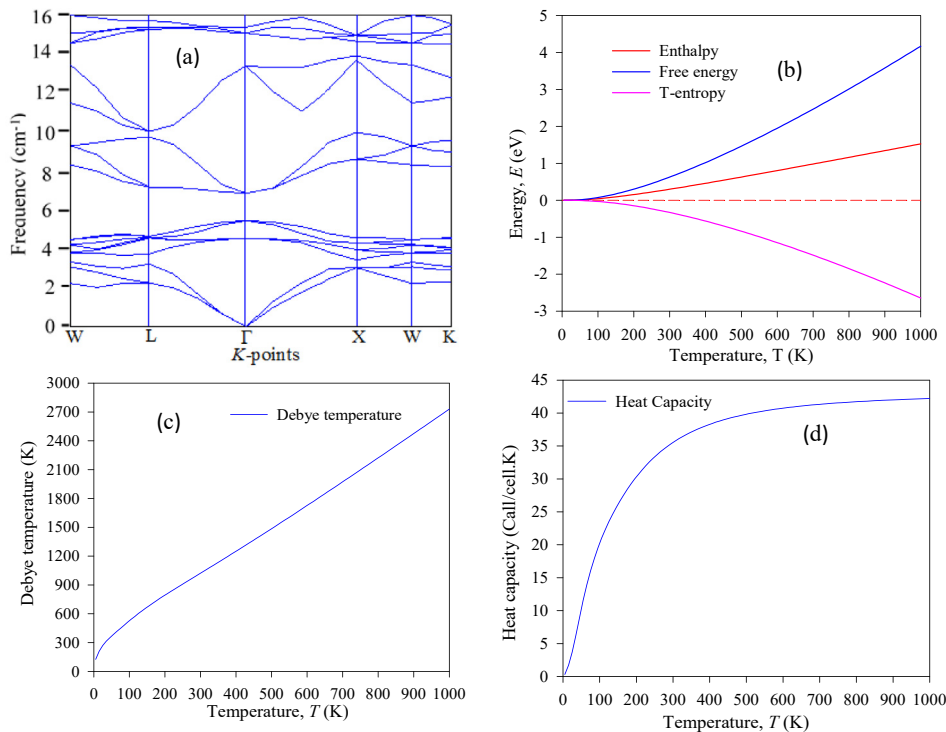 (a)
Frequency (cm⁻¹)
16
14
12
10
8
6
4
2
0
W L Γ X W K
K-points
(b)
Enthalpy
Free energy
T-entropy
Energy, E (eV)
5
4
3
2
1
0
-1
-2
-3
0 100 200 300 400 500 600 700 800 900 1000
Temperature, T (K)
(c)
Debye temperature
Debye temperature (K)
3000
2700
2400
2100
1800
1500
1200
900
600
300
0
0 100 200 300 400 500 600 700 800 900 1000
Temperature, T (K)
(d)
Heat Capacity
Heat capacity (Call/cell.K)
45
40
35
30
25
20
15
10
5
0
0 100 200 300 400 500 600 700 800 900 1000
Temperature, T (K)